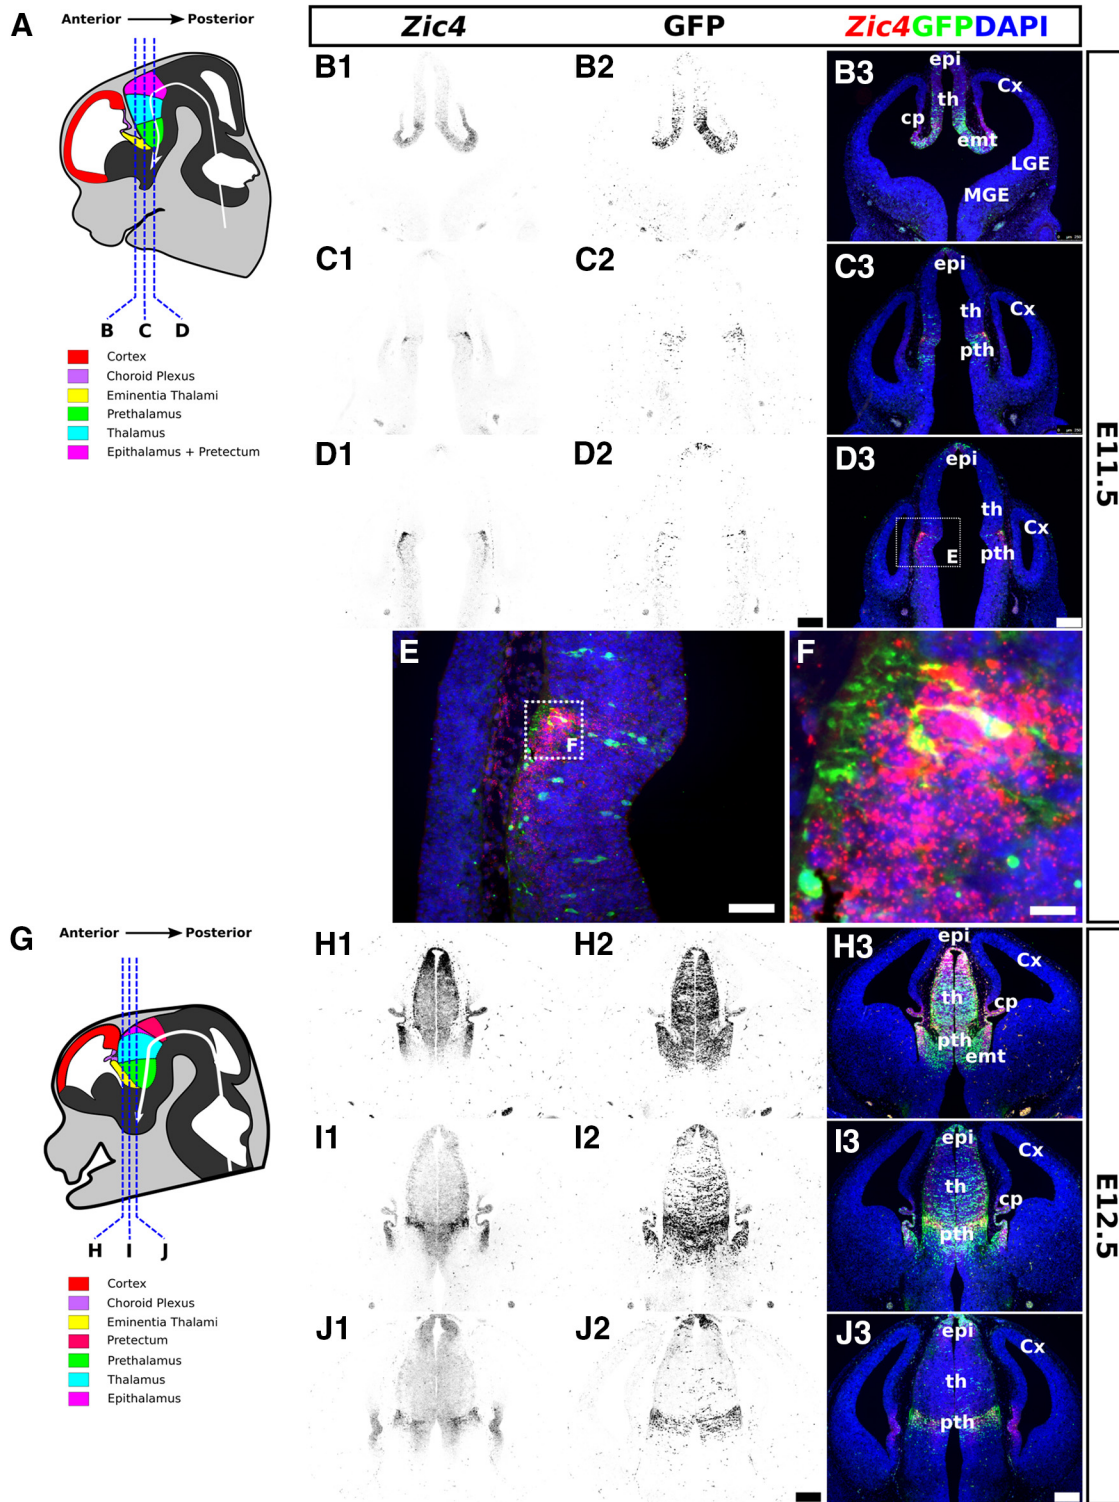 A
Anterior
Posterior
B
C
D
Cortex
Choroid Plexus
Eminentia Thalami
Prethalamus
Thalamus
Epithalamus + Pretectum
Zic4
GFP
Zic4GFPDAPI
B1
B2
B3
epi
Cx
th
cp
emt
LGE
MGE
C1
C2
C3
epi
th
Cx
pth
D1
D2
D3
epi
th
Cx
E
pth
E11.5
E
F
F
G
Anterior
Posterior
H
I
J
Cortex
Choroid Plexus
Eminentia Thalami
Pretectum
Prethalamus
Thalamus
Epithalamus
H1
H2
H3
epi
Cx
th
cp
pth
emt
I1
I2
I3
epi
Cx
th
cp
pth
J1
J2
J3
epi
Cx
th
pth
E12.5